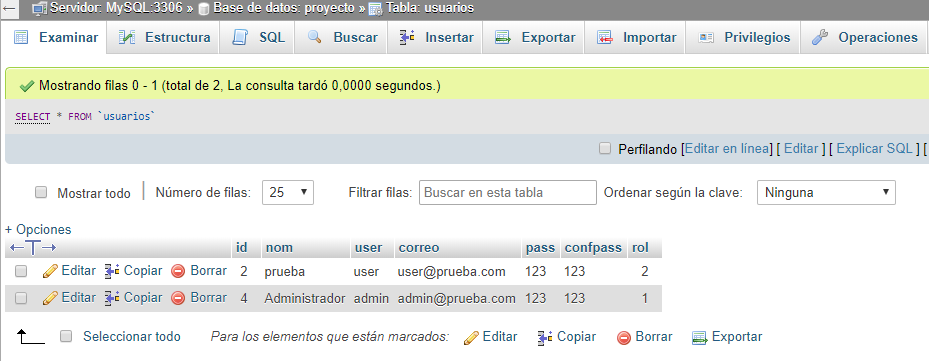 Servidor: MySQL:3306 » Base de datos: proyecto » Tabla: usuarios
Examinar Estructura SQL Buscar Insertar Exportar Importar Privilegios Operaciones
Mostrando filas 0 - 1 (total de 2, La consulta tardó 0,0000 segundos.)
SELECT * FROM `usuarios`
Perfilando [Editar en línea] [ Editar ] [ Explicar SQL ] [
Mostrar todo Número de filas: 25 Filtrar filas: Buscar en esta tabla Ordenar según la clave: Ninguna
+ Opciones
←T→ id nom user correo pass confpass rol
Editar Copiar Borrar 2 prueba user user@prueba.com 123 123 2
Editar Copiar Borrar 4 Administrador admin admin@prueba.com 123 123 1
Seleccionar todo Para los elementos que están marcados: Editar Copiar Borrar Exportar